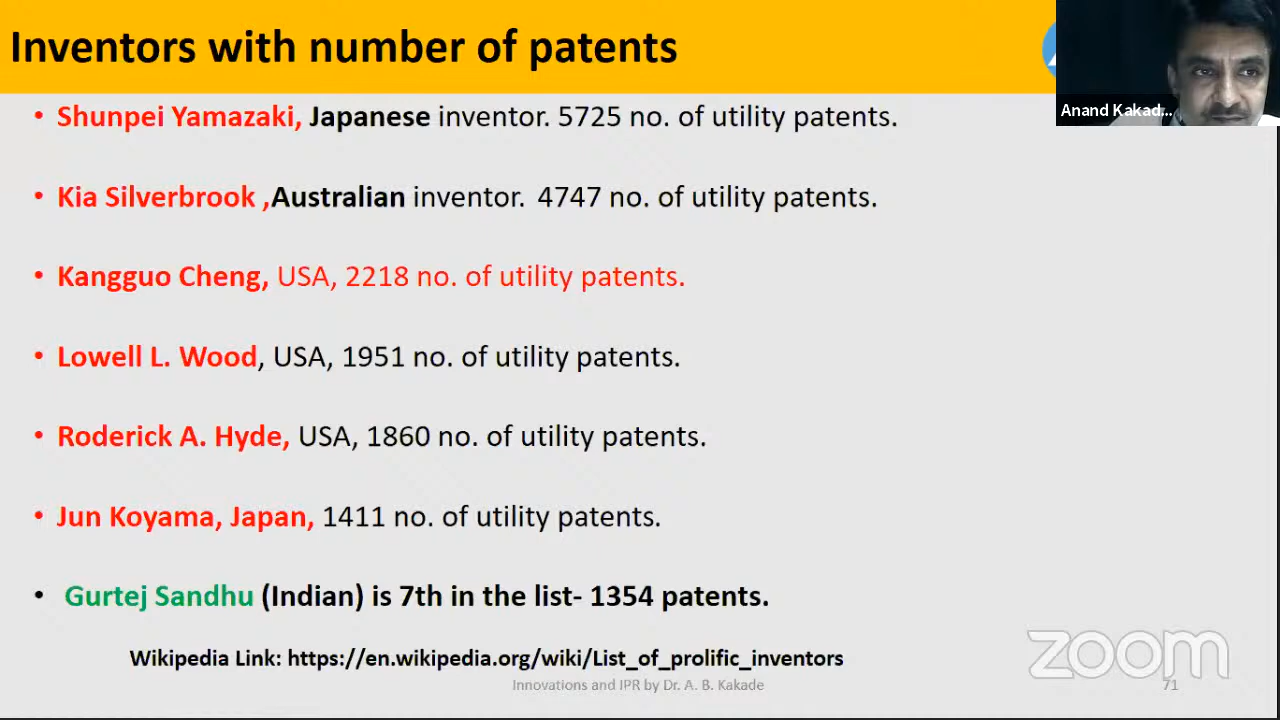 Inventors with number of patents
Anand Kakad...
• Shunpei Yamazaki, Japanese inventor. 5725 no. of utility patents.
• Kia Silverbrook ,Australian inventor. 4747 no. of utility patents.
• Kangguo Cheng, USA, 2218 no. of utility patents.
• Lowell L. Wood, USA, 1951 no. of utility patents.
• Roderick A. Hyde, USA, 1860 no. of utility patents.
• Jun Koyama, Japan, 1411 no. of utility patents.
• Gurtej Sandhu (Indian) is 7th in the list- 1354 patents.
Wikipedia Link: https://en.wikipedia.org/wiki/List_of_prolific_inventors
zoom
Innovations and IPR by Dr. A. B. Kakade 71